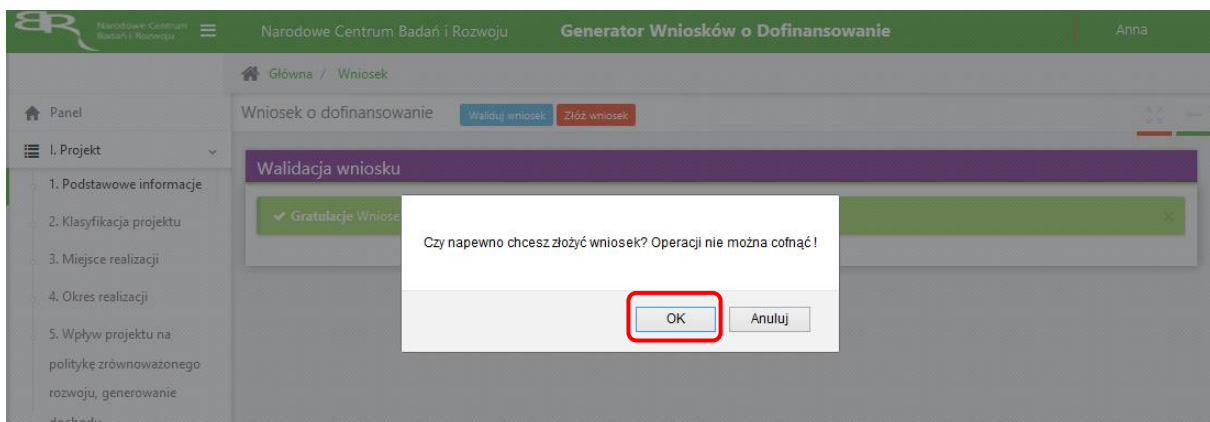 Narodowe Centrum
Badań i Rozwoju
Narodowe Centrum Badań i Rozwoju Generator Wniosków o Dofinansowanie Anna
Główna / Wniosek
Panel
Wniosek o dofinansowanie Waliduj wniosek Złóż wniosek
I. Projekt
Walidacja wniosku
1. Podstawowe informacje
2. Klasyfikacja projektu
Gratulacje Wniose
Czy napewno chcesz złożyć wniosek? Operacji nie można cofnąć !
3. Miejsce realizacji
4. Okres realizacji
OK Anuluj
5. Wpływ projektu na
politykę zrównoważonego
rozwoju, generowanie
dochodu